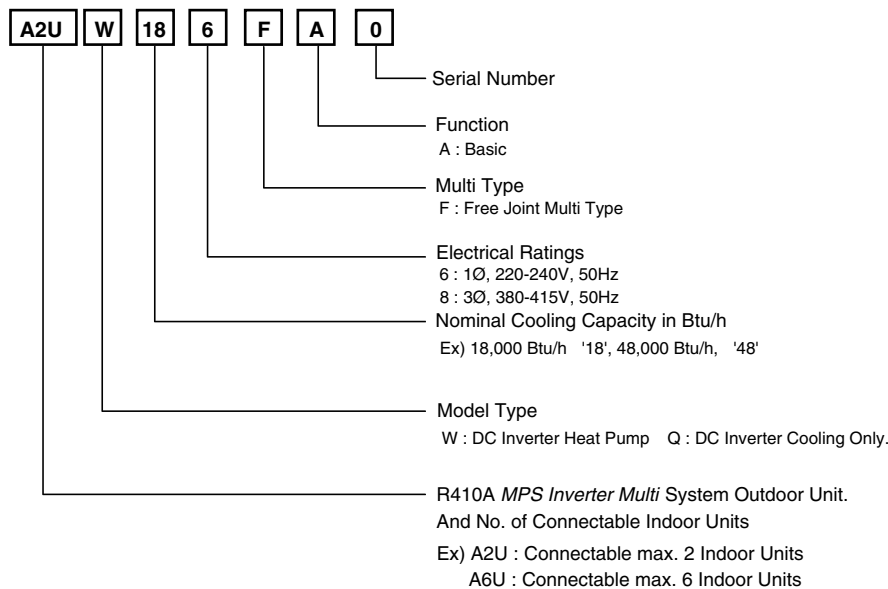 A2U W 18 6 F A 0
Serial Number
Function
A : Basic
Multi Type
F : Free Joint Multi Type
Electrical Ratings
6 : 1Ø, 220-240V, 50Hz
8 : 3Ø, 380-415V, 50Hz
Nominal Cooling Capacity in Btu/h
Ex) 18,000 Btu/h '18', 48,000 Btu/h, '48'
Model Type
W : DC Inverter Heat Pump Q : DC Inverter Cooling Only.
R410A MPS Inverter Multi System Outdoor Unit.
And No. of Connectable Indoor Units
Ex) A2U : Connectable max. 2 Indoor Units
A6U : Connectable max. 6 Indoor Units